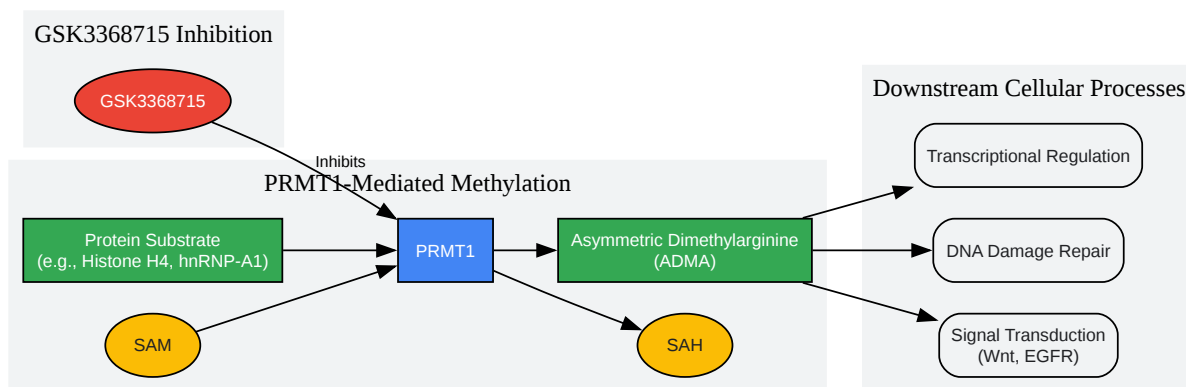 GSK3368715 Inhibition
GSK3368715
Inhibits
PRMT1-Mediated Methylation
Protein Substrate
(e.g., Histone H4, hnRNP-A1)
SAM
PRMT1
Asymmetric Dimethylarginine
(ADMA)
SAH
Downstream Cellular Processes
Transcriptional Regulation
DNA Damage Repair
Signal Transduction
(Wnt, EGFR)